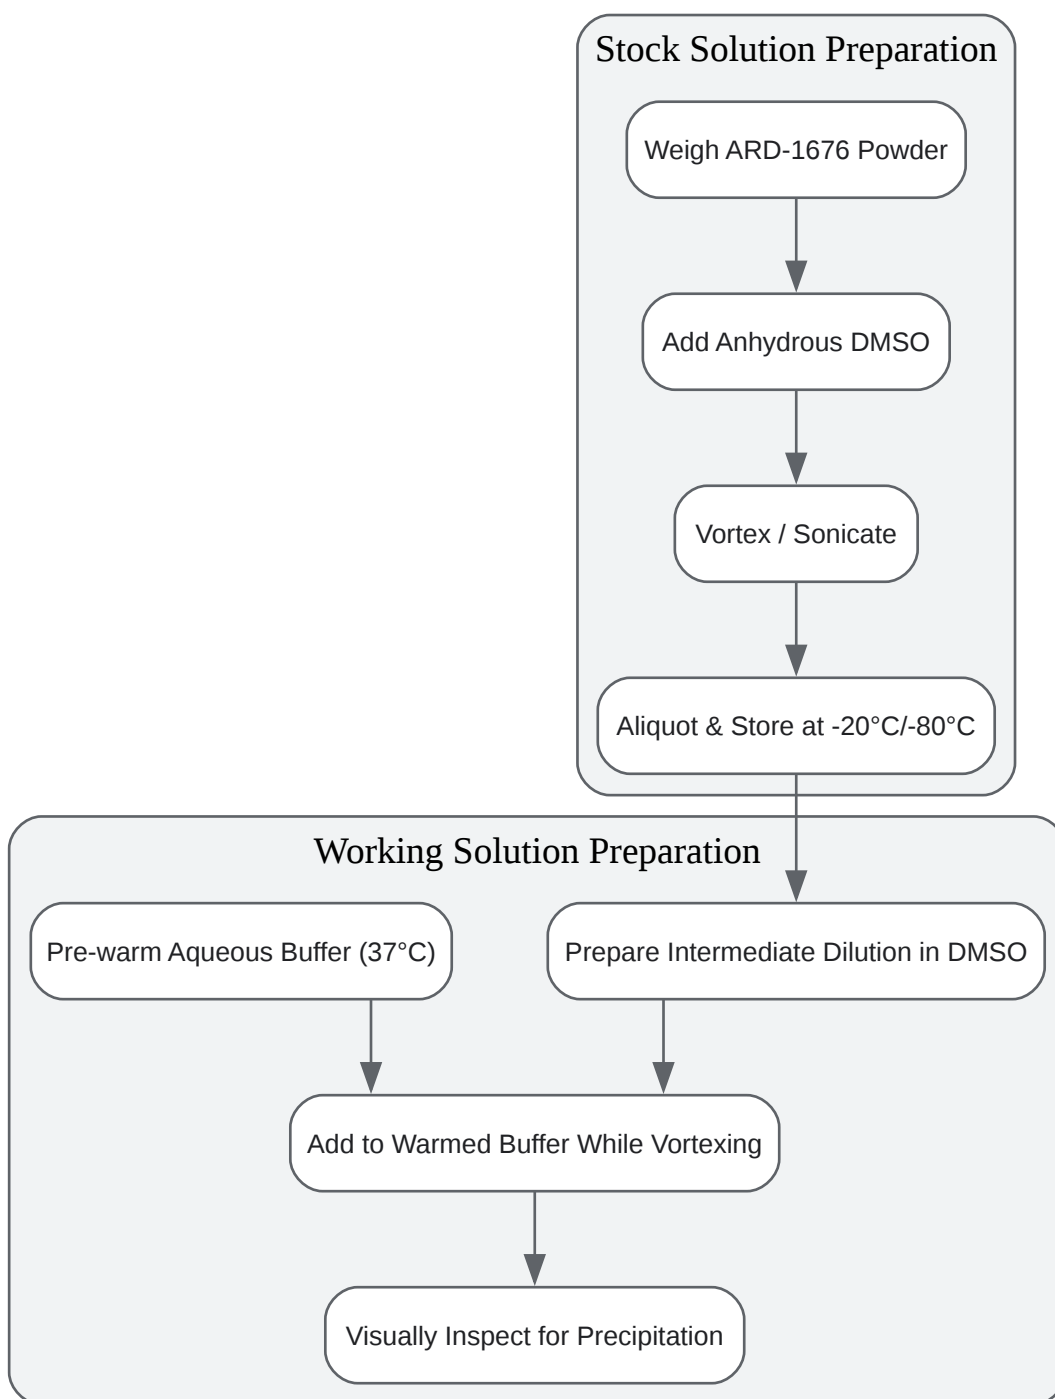 Stock Solution Preparation
Weigh ARD-1676 Powder
Add Anhydrous DMSO
Vortex / Sonicate
Aliquot & Store at -20°C/-80°C
Working Solution Preparation
Pre-warm Aqueous Buffer (37°C)
Prepare Intermediate Dilution in DMSO
Add to Warmed Buffer While Vortexing
Visually Inspect for Precipitation